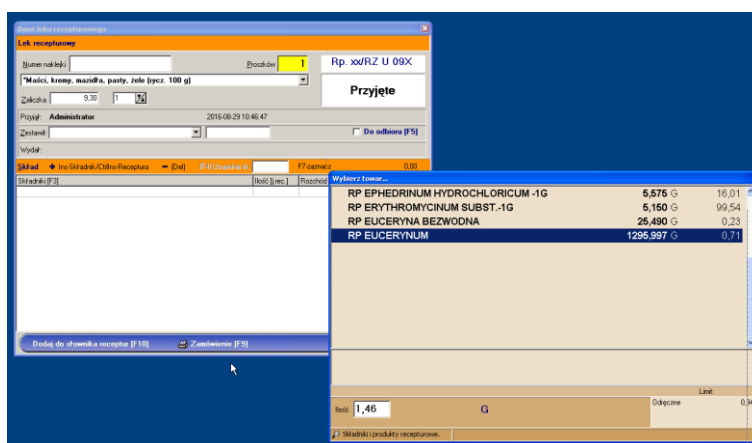 Dane leku recepturowego
Lek recepturowy
Numer naklejki
Proszków
1
Rp. xx/RZ U 09X
*Maści, kremy, mazidła, pasty, żele (rycz. 100 g)
Przyjęte
Zaliczka
9,30
1
%
Przyjął: Administrator
2016-08-29 10:46:47
Zestawił:
Do odbioru [F5]
Wydał:
Skład
Ins-Składnik/Ctrl
[Del]
F7-zaznacz
0,00
Składniki [F3]
Ilość [j.rec.]
Rozchód
Wybierz towar...
RP EPHEDRINUM HYDROCHLORICUM -1G 5,575 G 16,01
RP ERYTHROMYCINUM SUBST.-1G 5,150 G 99,54
RP EUCERYNA BEZWODNA 25,490 G 0,23
RP EUCERYNUM 1295,997 G 0,71
Dodaj do słownika receptur [F10]
Zamówienie [F9]
Limit:
Ilość 1,46 G
Odręczne
Składniki i produkty recepturowe.